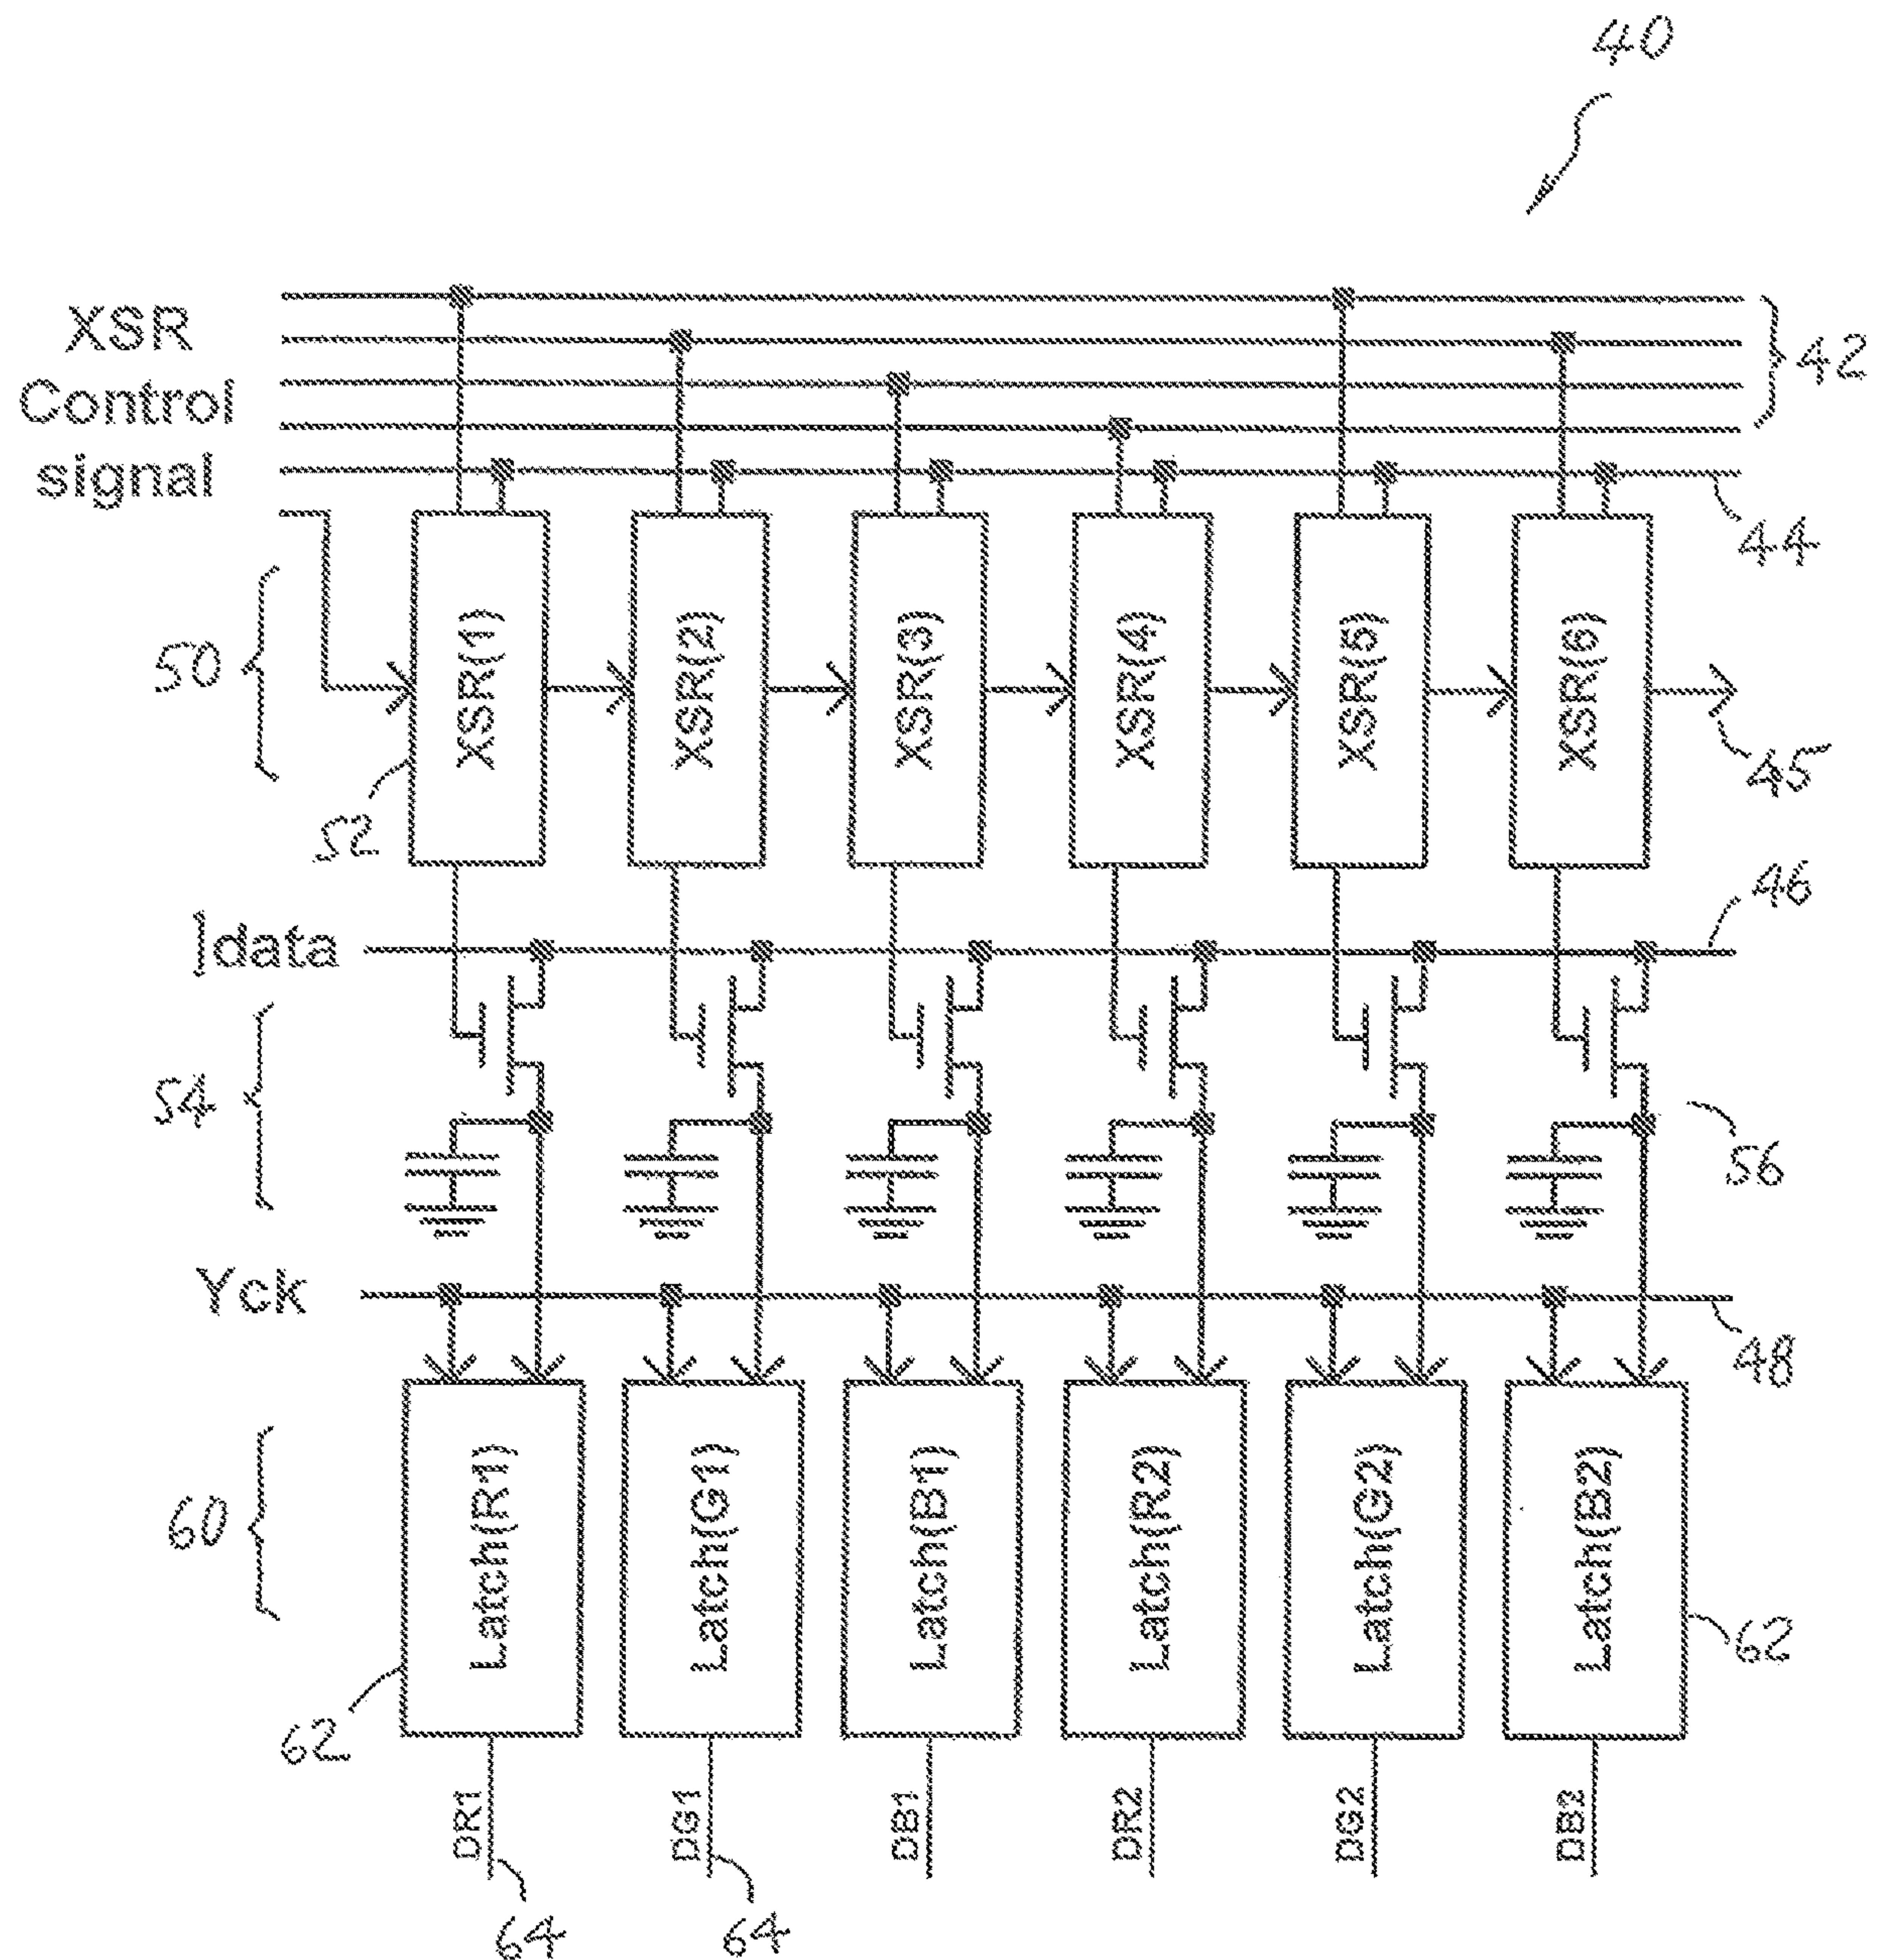 40
XSR
Control
signal
42
44
50
XSR(1)
XSR(2)
XSR(3)
XSR(4)
XSR(5)
XSR(6)
45
52
46
Idata
54
56
Yck
48
60
Latch(R1)
Latch(G1)
Latch(B1)
Latch(R2)
Latch(G2)
Latch(B2)
62
62
DR1
DG1
DB1
DR2
DG2
DB2
64
64